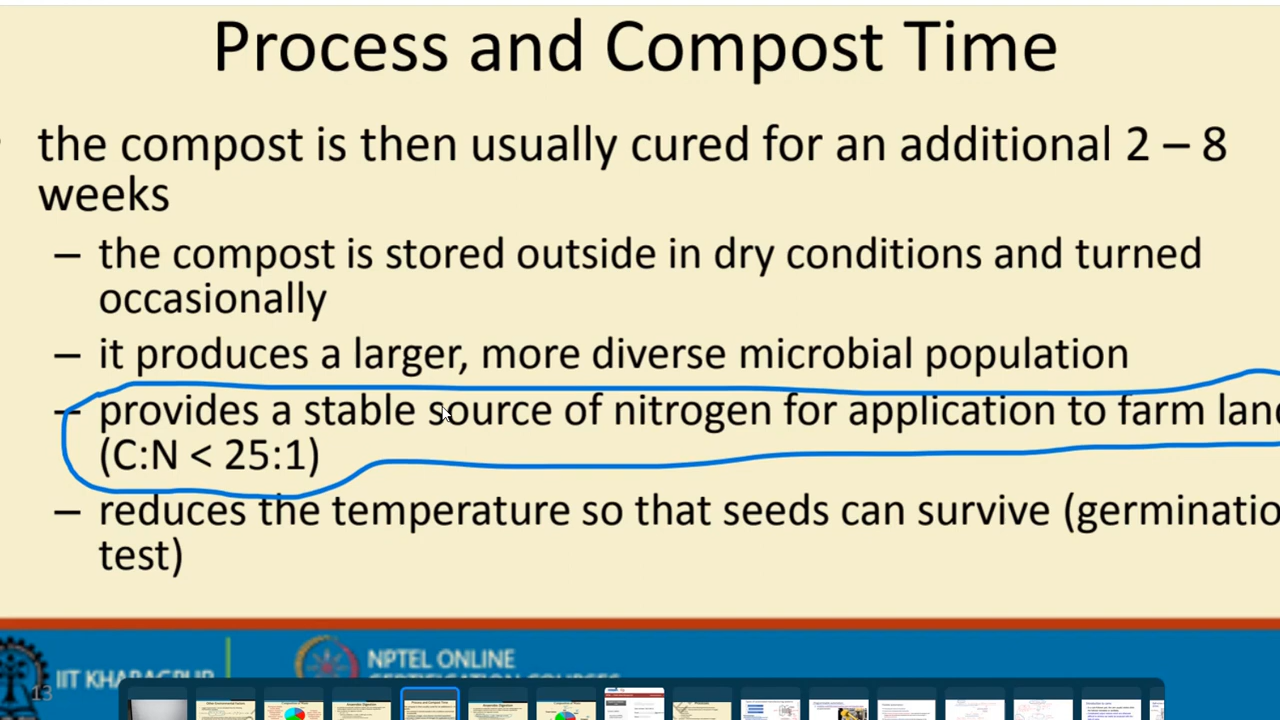 Process and Compost Time
the compost is then usually cured for an additional 2 – 8
weeks
– the compost is stored outside in dry conditions and turned
occasionally
– it produces a larger, more diverse microbial population
– provides a stable source of nitrogen for application to farm
(C:N < 25:1)
– reduces the temperature so that seeds can survive
test)
IIT KHARAGPUR
NPTEL ONLINE
CERTIFICATION COURSES
13